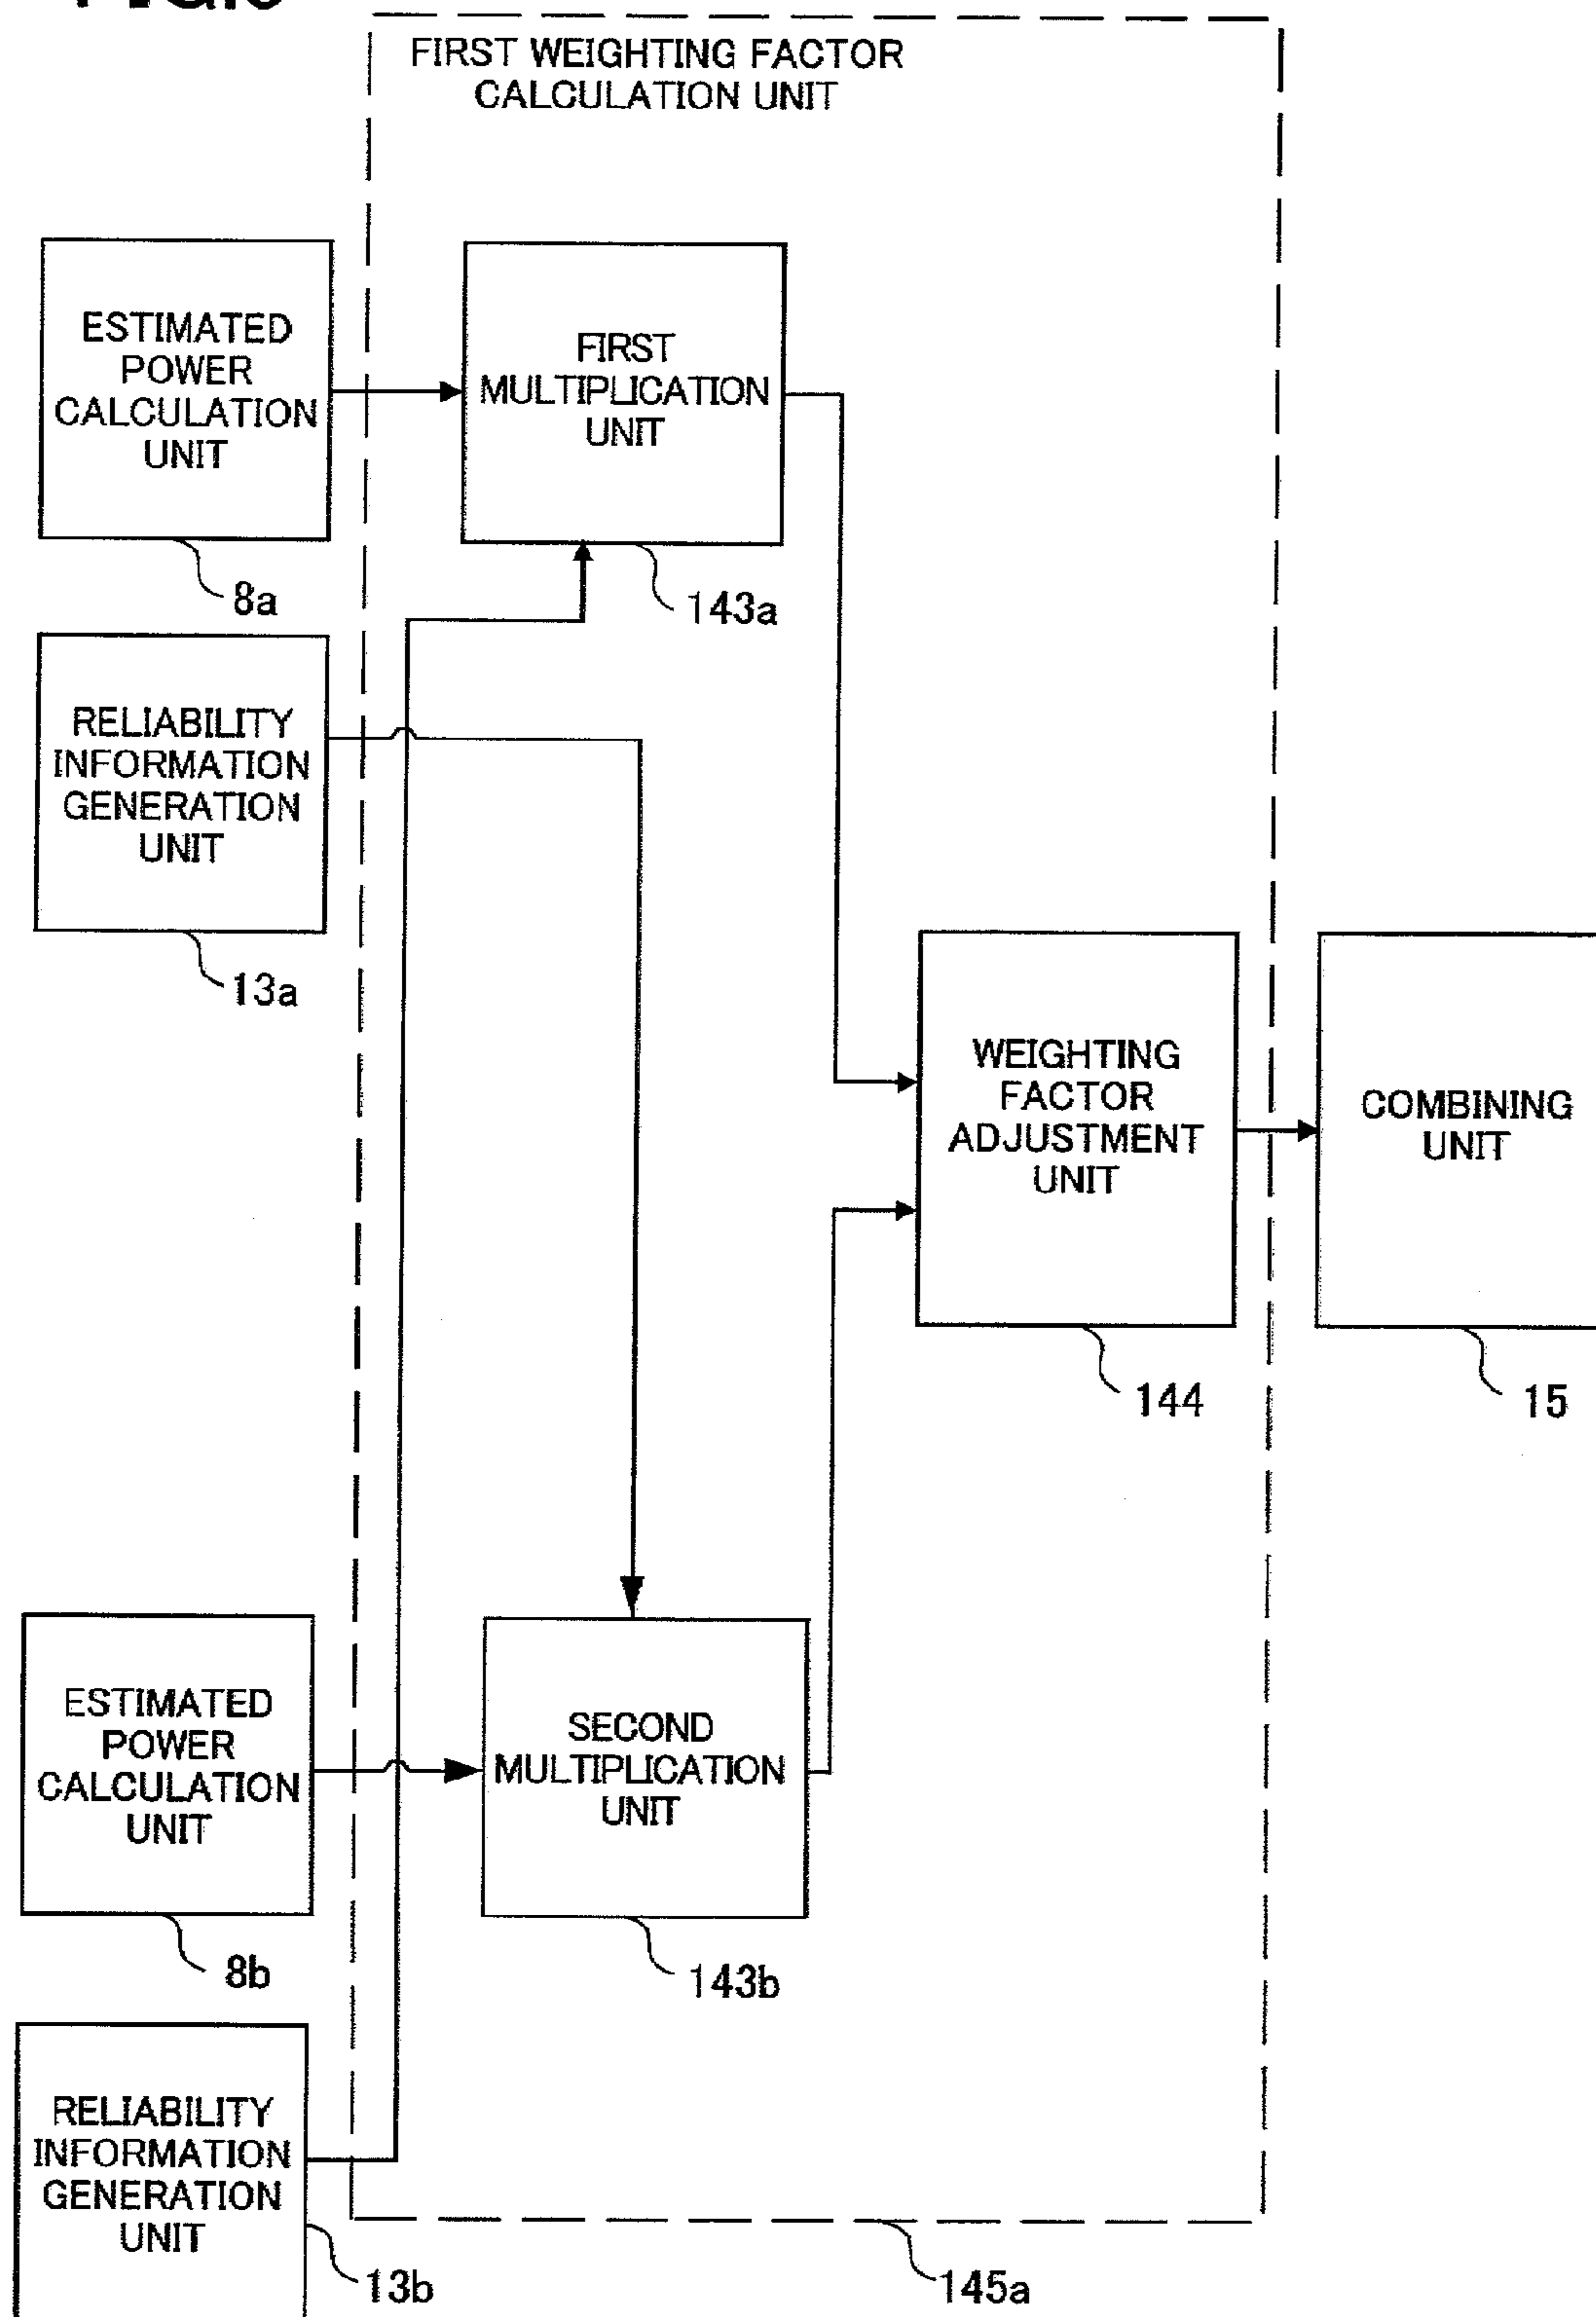 FIRST WEIGHTING FACTOR
CALCULATION UNIT
ESTIMATED
POWER
CALCULATION
UNIT
8a
FIRST
MULTIPLICATION
UNIT
143a
RELIABILITY
INFORMATION
GENERATION
UNIT
13a
WEIGHTING
FACTOR
ADJUSTMENT
UNIT
144
COMBINING
UNIT
15
ESTIMATED
POWER
CALCULATION
UNIT
8b
SECOND
MULTIPLICATION
UNIT
143b
RELIABILITY
INFORMATION
GENERATION
UNIT
13b
145a